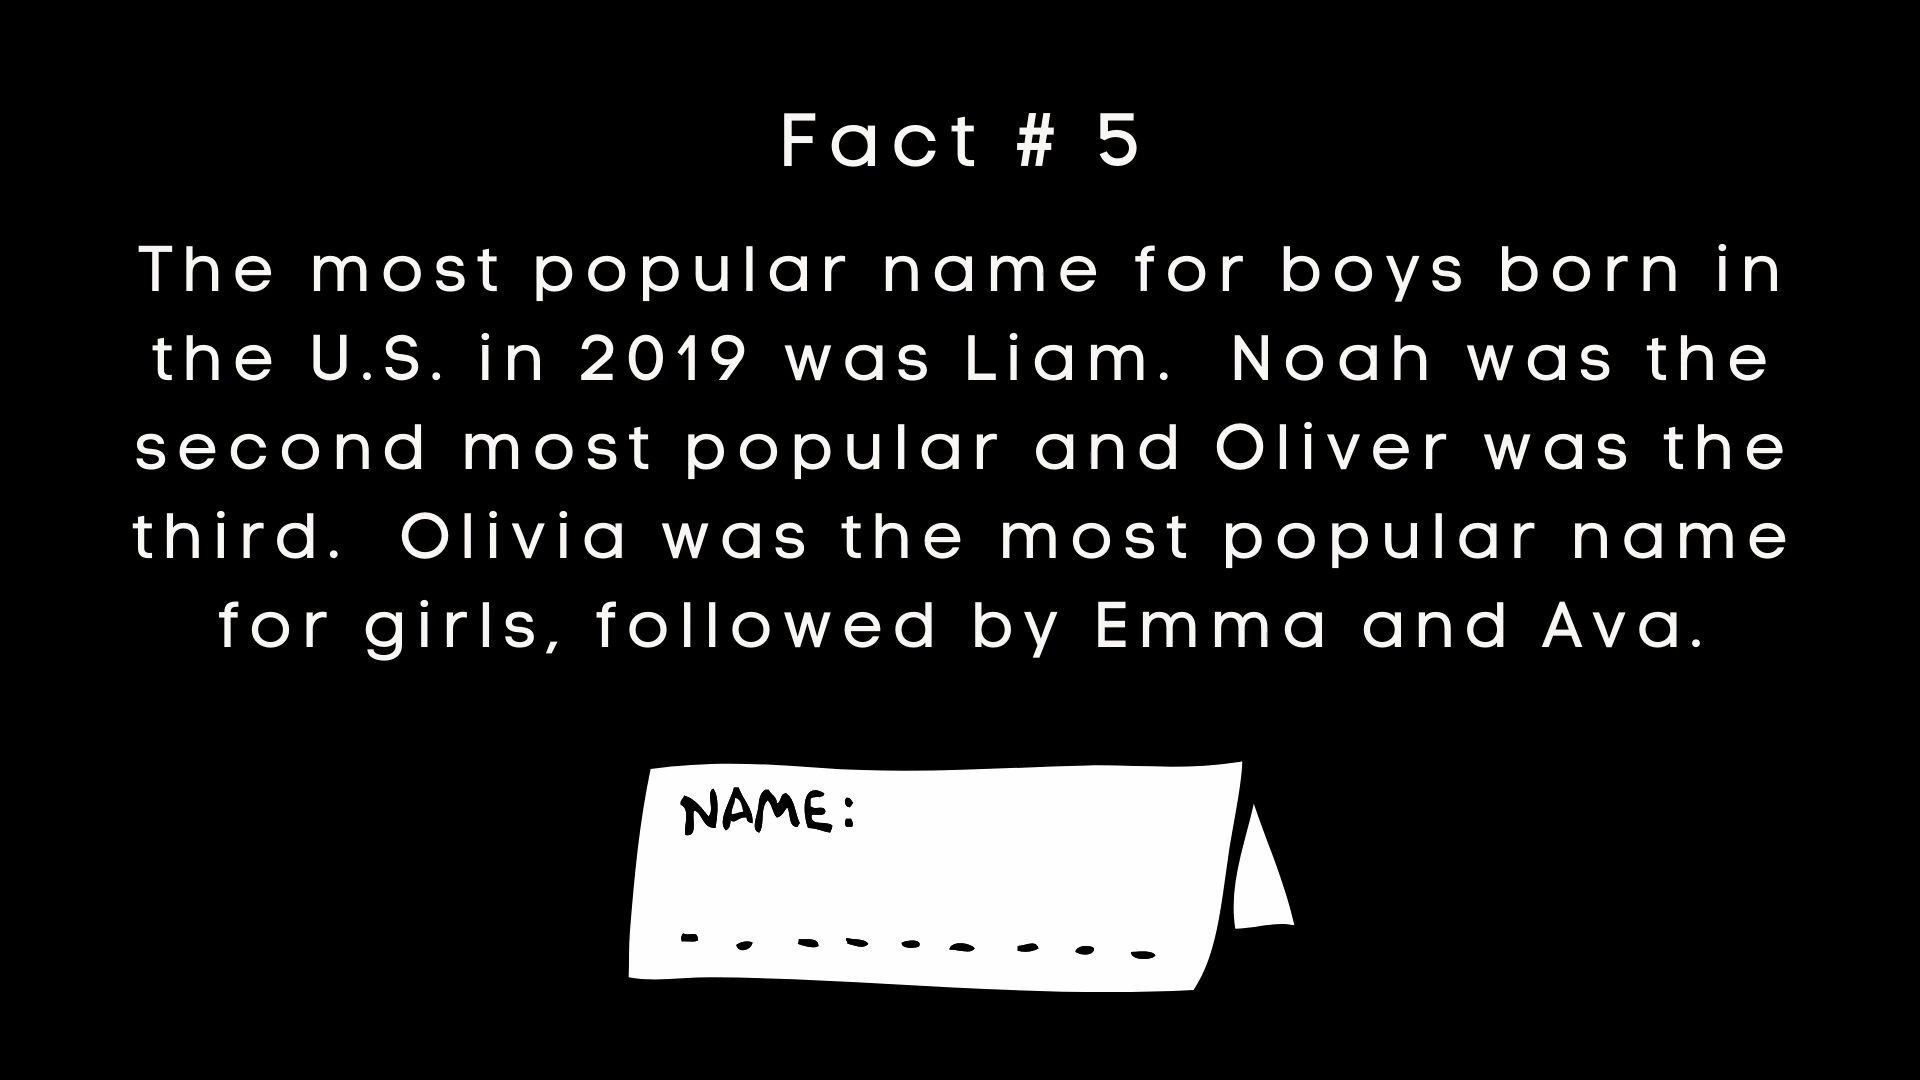 Fact # 5
The most popular name for boys born in
the U.S. in 2019 was Liam.  Noah was the
second most popular and Oliver was the
third.  Olivia was the most popular name
for girls, followed by Emma and Ava.
NAME: